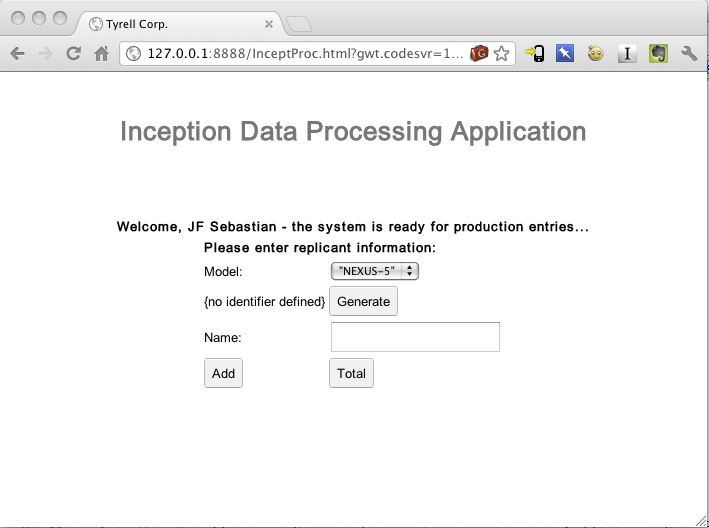 Tyrell Corp.
127.0.0.1:8888/InceptProc.html?gwt.codesvr=1...
Inception Data Processing Application
Welcome, JF Sebastian - the system is ready for production entries...
Please enter replicant information:
Model: "NEXUS-5"
{no identifier defined} Generate
Name:
Add Total